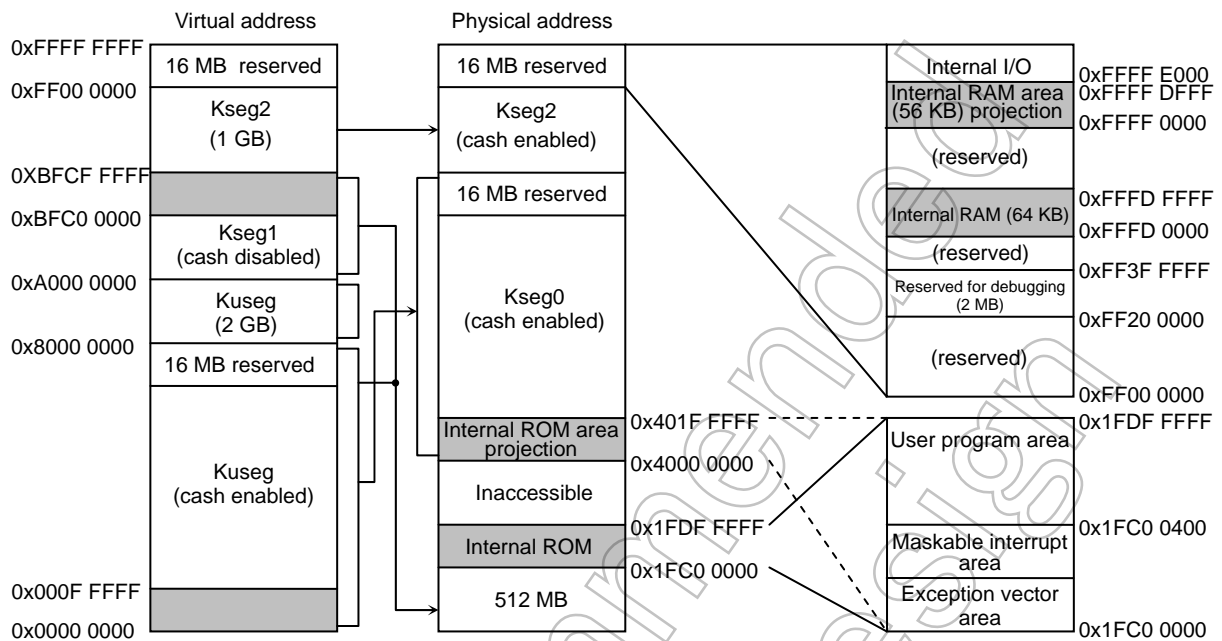 Virtual address
Physical address
0xFFFF FFFF
16 MB reserved
0xFF00 0000
Kseg2
(1 GB)
0XBFCF FFFF
0xBFC0 0000
Kseg1
(cash disabled)
0xA000 0000
Kuseg
(2 GB)
0x8000 0000
16 MB reserved
Kuseg
(cash enabled)
0x000F FFFF
0x0000 0000
16 MB reserved
Kseg2
(cash enabled)
16 MB reserved
Kseg0
(cash enabled)
Internal ROM area
projection
0x401F FFFF
0x4000 0000
Inaccessible
0x1FDF FFFF
Internal ROM
0x1FC0 0000
512 MB
Internal I/O
0xFFFF E000
Internal RAM area
(56 KB) projection
0xFFFF DFFF
0xFFFF 0000
(reserved)
0xFFFD FFFF
Internal RAM (64 KB)
0xFFFD 0000
(reserved)
0xFF3F FFFF
Reserved for debugging
(2 MB)
0xFF20 0000
(reserved)
0xFF00 0000
0x1FDF FFFF
User program area
0x1FC0 0400
Maskable interrupt
area
Exception vector
area
0x1FC0 0000